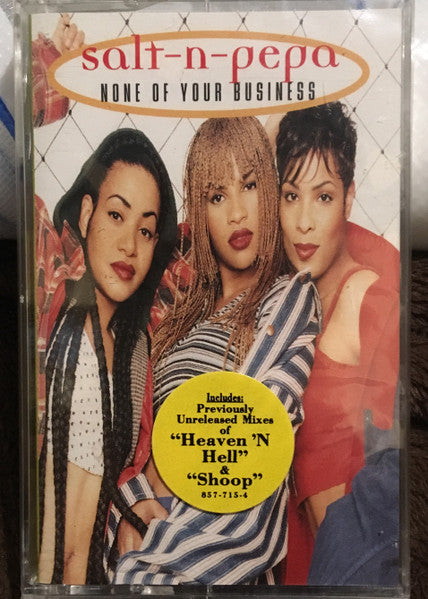 salt-n-pepa
NONE OF YOUR BUSINESS
Includes:
Previously
Unreleased Mixes
of
“Heaven 'N
Hell”
&
“Shoop”
857-715-4